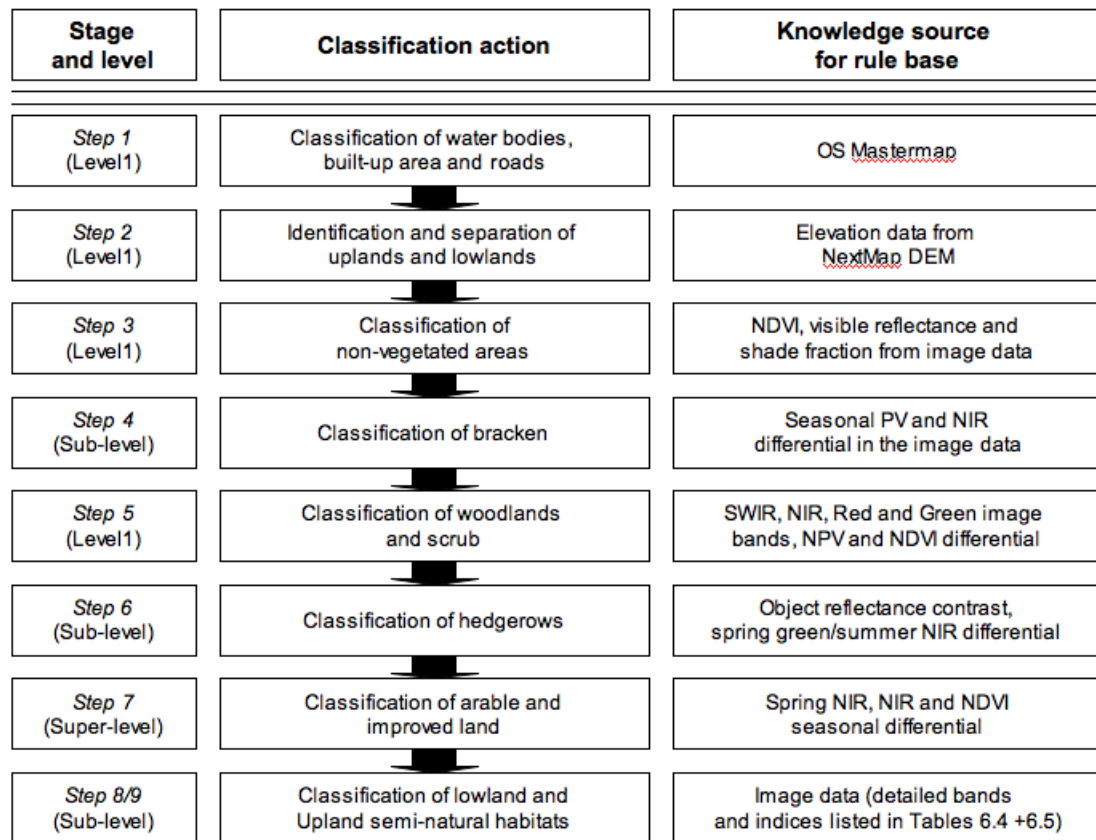 Stage
and level
Classification action
Knowledge source
for rule base
Step 1
(Level1)
Classification of water bodies,
built-up area and roads
OS Mastermap
Step 2
(Level1)
Identification and separation of
uplands and lowlands
Elevation data from
NextMap DEM
Step 3
(Level1)
Classification of
non-vegetated areas
NDVI, visible reflectance and
shade fraction from image data
Step 4
(Sub-level)
Classification of bracken
Seasonal PV and NIR
differential in the image data
Step 5
(Level1)
Classification of woodlands
and scrub
SWIR, NIR, Red and Green image
bands, NPV and NDVI differential
Step 6
(Sub-level)
Classification of hedgerows
Object reflectance contrast,
spring green/summer NIR differential
Step 7
(Super-level)
Classification of arable and
improved land
Spring NIR, NIR and NDVI
seasonal differential
Step 8/9
(Sub-level)
Classification of lowland and
Upland semi-natural habitats
Image data (detailed bands
and indices listed in Tables 6.4 +6.5)